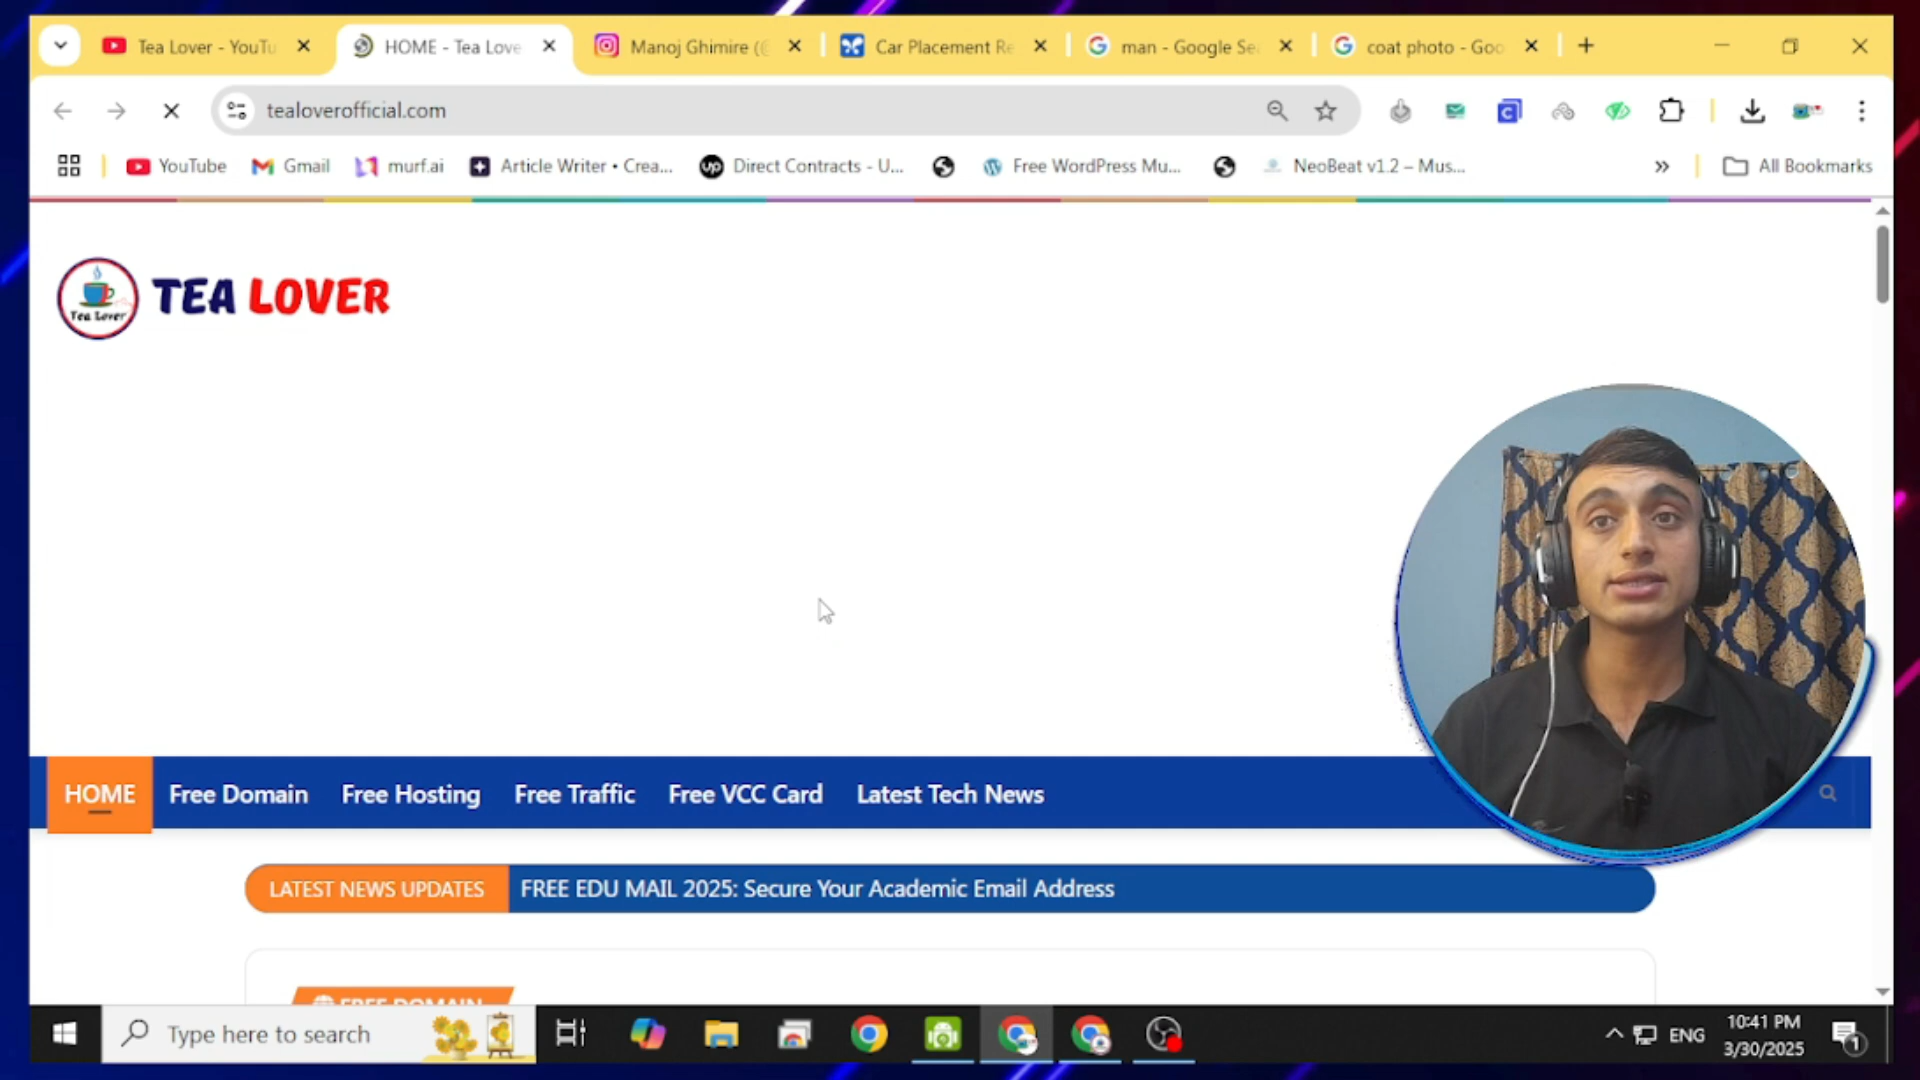 Tea Lover - YouTu
HOME - Tea Love
Manoj Ghimire (@
Car Placement Re
man - Google Se
coat photo - Goo
tealoverofficial.com
YouTube
Gmail
murf.ai
Article Writer • Crea...
up Direct Contracts - U...
Free WordPress Mu...
NeoBeat v1.2 – Mus...
» All Bookmarks
Tea Lover
TEA LOVER
HOME
Free Domain
Free Hosting
Free Traffic
Free VCC Card
Latest Tech News
LATEST NEWS UPDATES
FREE EDU MAIL 2025: Secure Your Academic Email Address
FREE DOMAIN
Type here to search
ENG
10:41 PM
3/30/2025
1